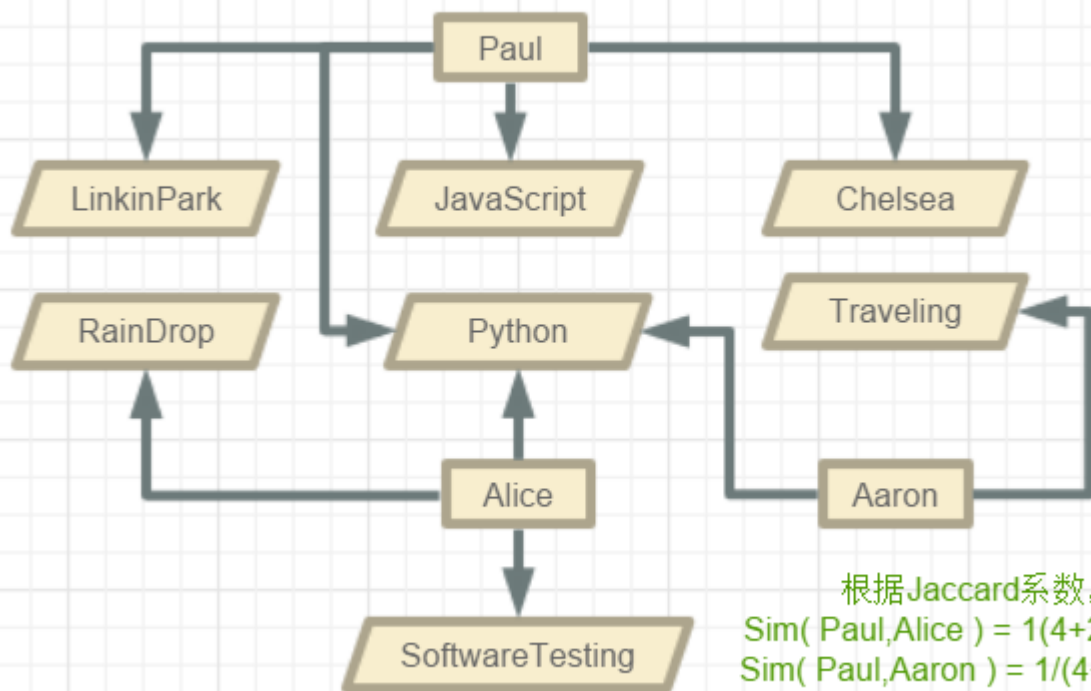 Paul
LinkinPark
JavaScript
Chelsea
RainDrop
Python
Traveling
Alice
Aaron
SoftwareTesting
根据Jaccard系数
Sim( Paul,Alice ) = 1(4+2
Sim( Paul,Aaron ) = 1/(4